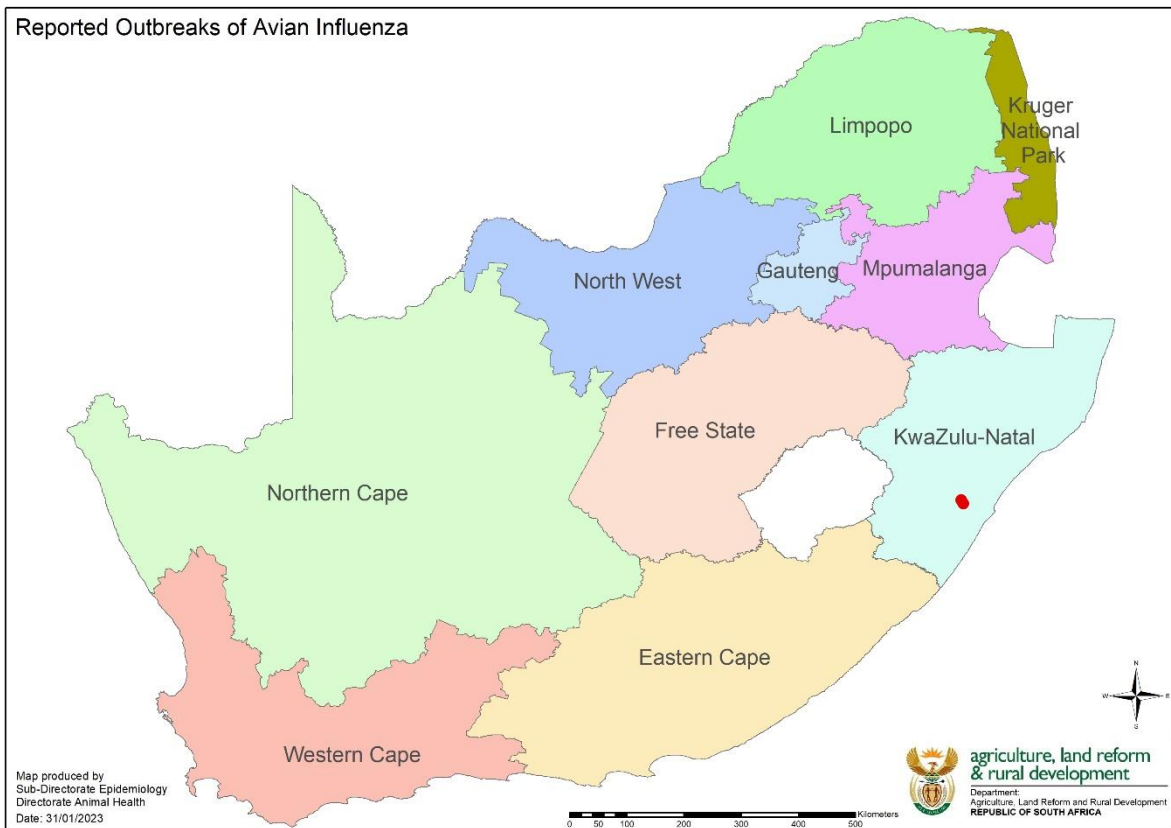 Reported Outbreaks of Avian Influenza
Limpopo
Kruger
National
Park
North West
Gauteng
Mpumalanga
Free State
KwaZulu-Natal
Northern Cape
Eastern Cape
Western Cape
N
W
E
S
Map produced by
Sub-Directorate Epidemiology
Directorate Animal Health
Date: 31/01/2023
Kilometers
0 50 100 200 300 400 500
agriculture, land reform
& rural development
Department:
Agriculture, Land Reform and Rural Development
REPUBLIC OF SOUTH AFRICA